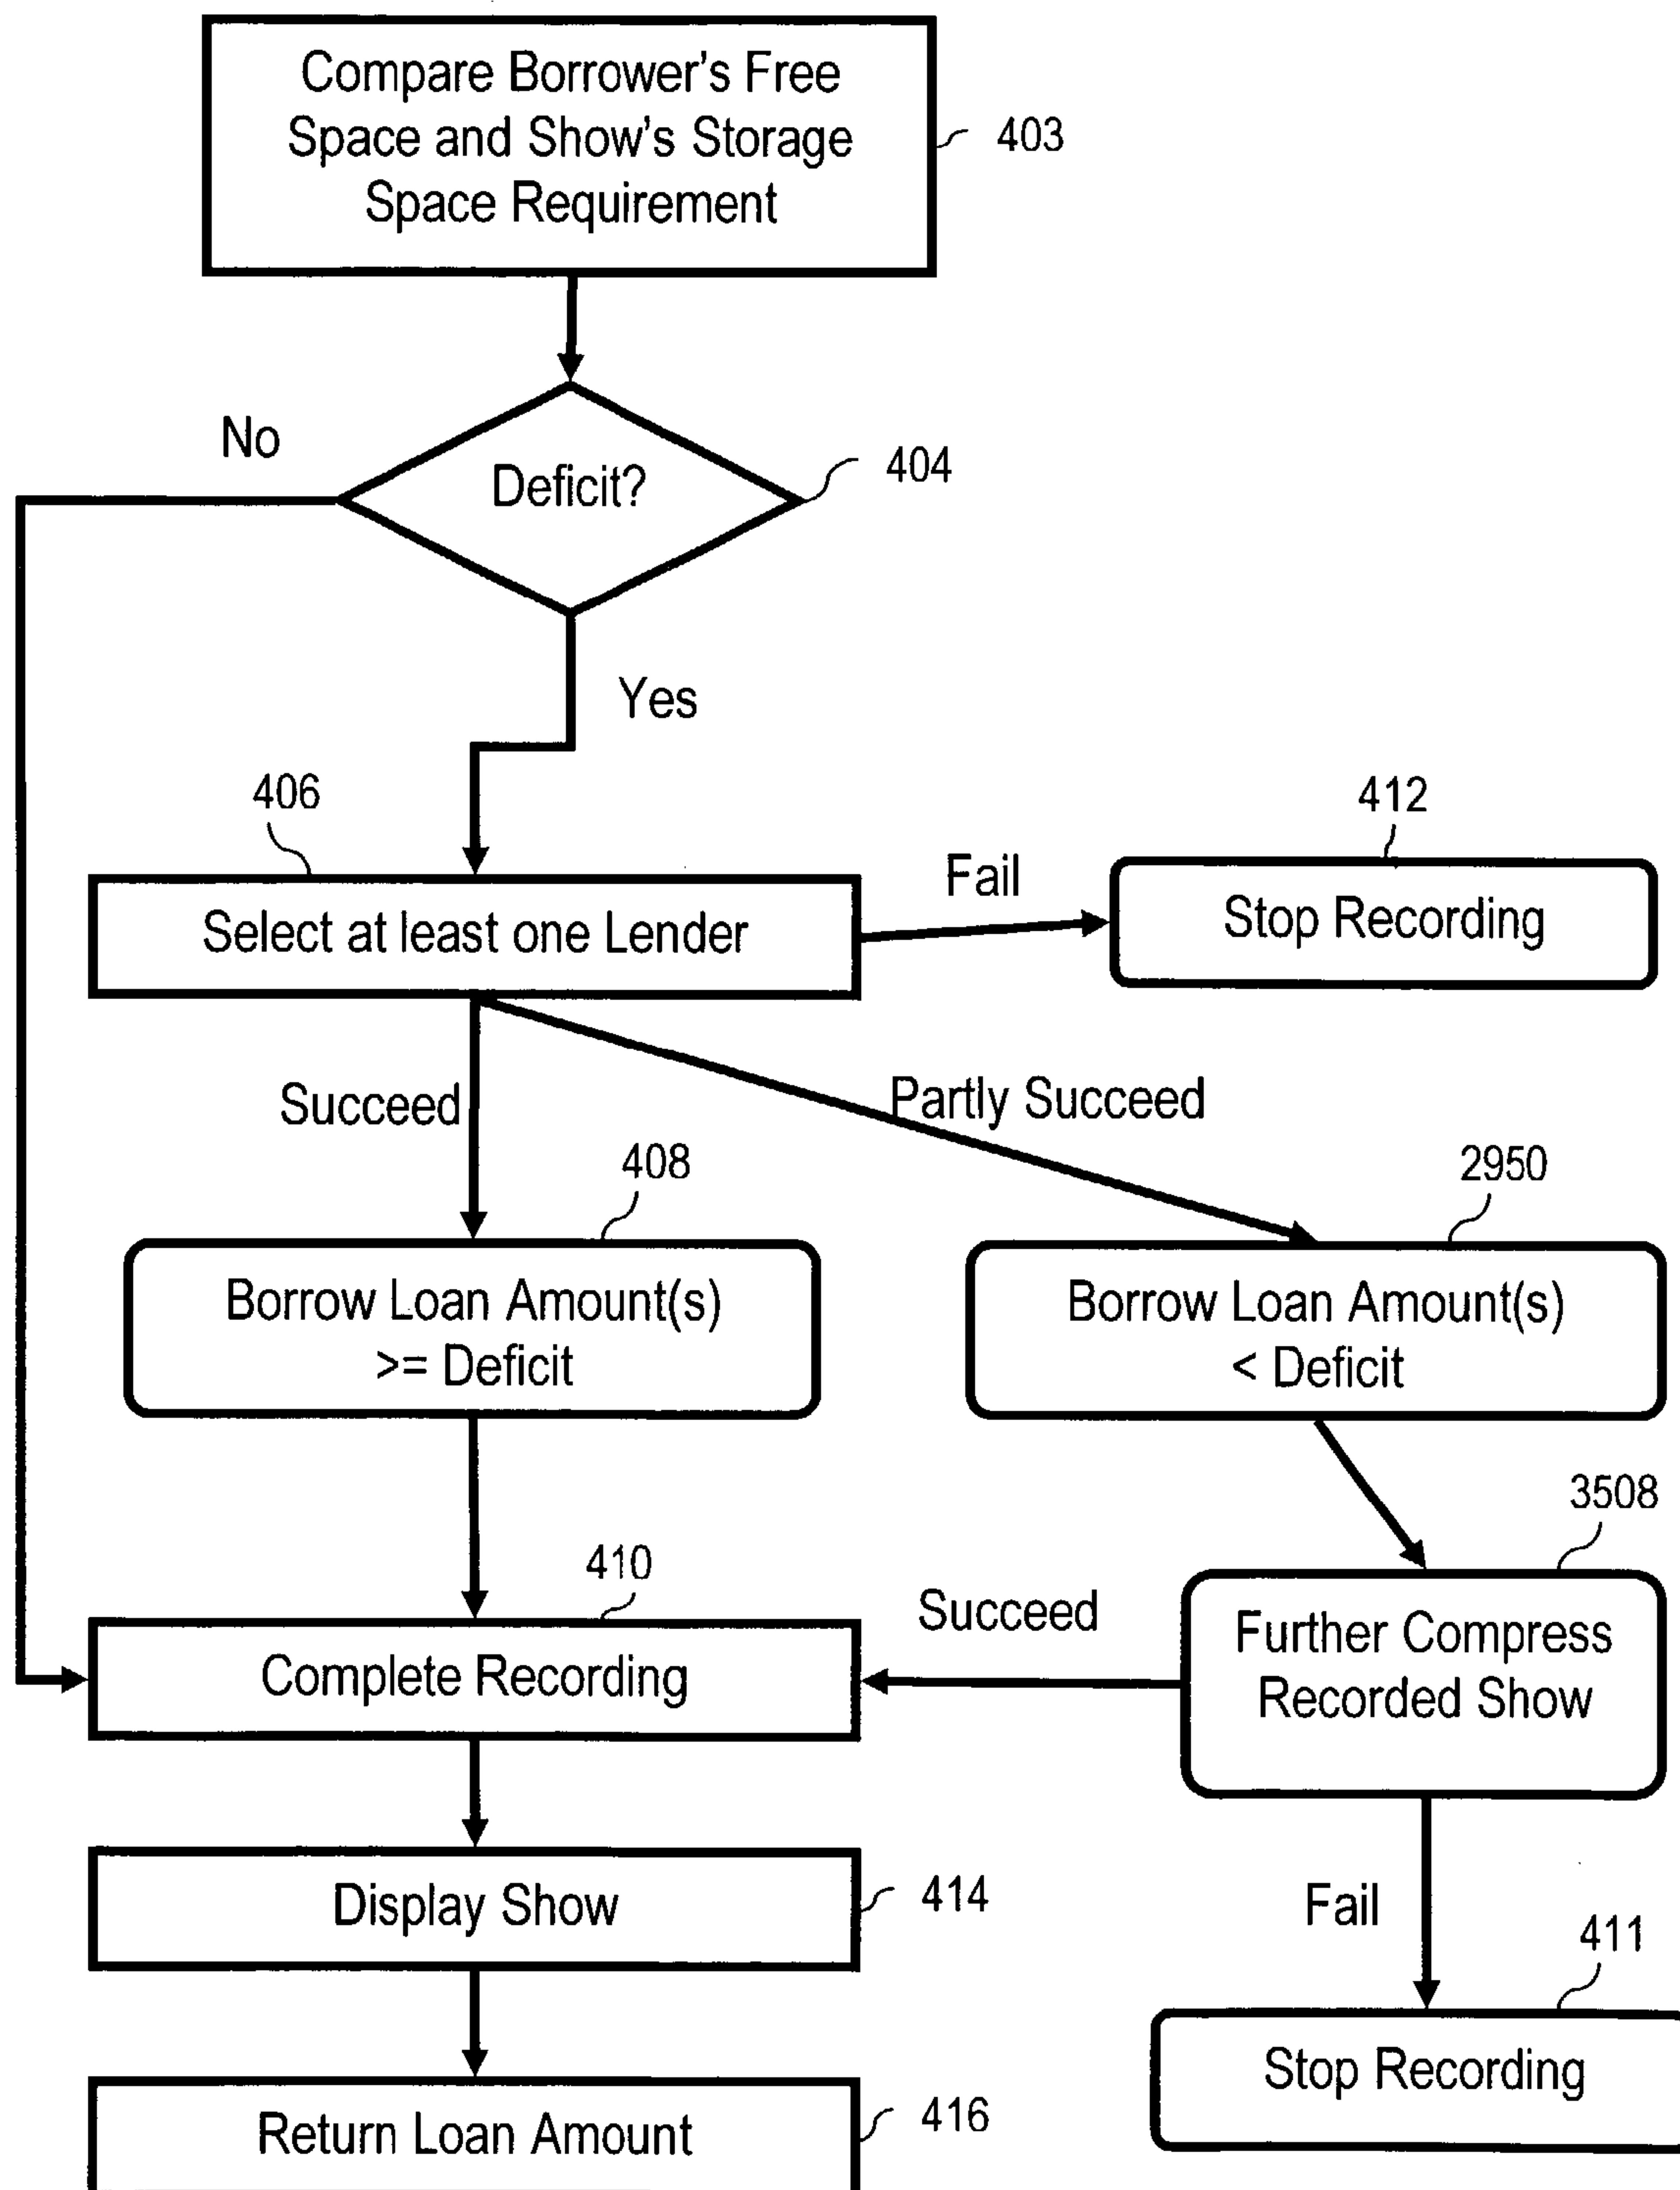 Compare Borrower's Free
Space and Show's Storage
Space Requirement
403
No
Deficit?
404
Yes
406
412
Select at least one Lender
Fail
Stop Recording
Succeed
Partly Succeed
408
2950
Borrow Loan Amount(s)
>= Deficit
Borrow Loan Amount(s)
< Deficit
3508
410
Succeed
Complete Recording
Further Compress
Recorded Show
Display Show
414
Fail
411
Stop Recording
Return Loan Amount
416